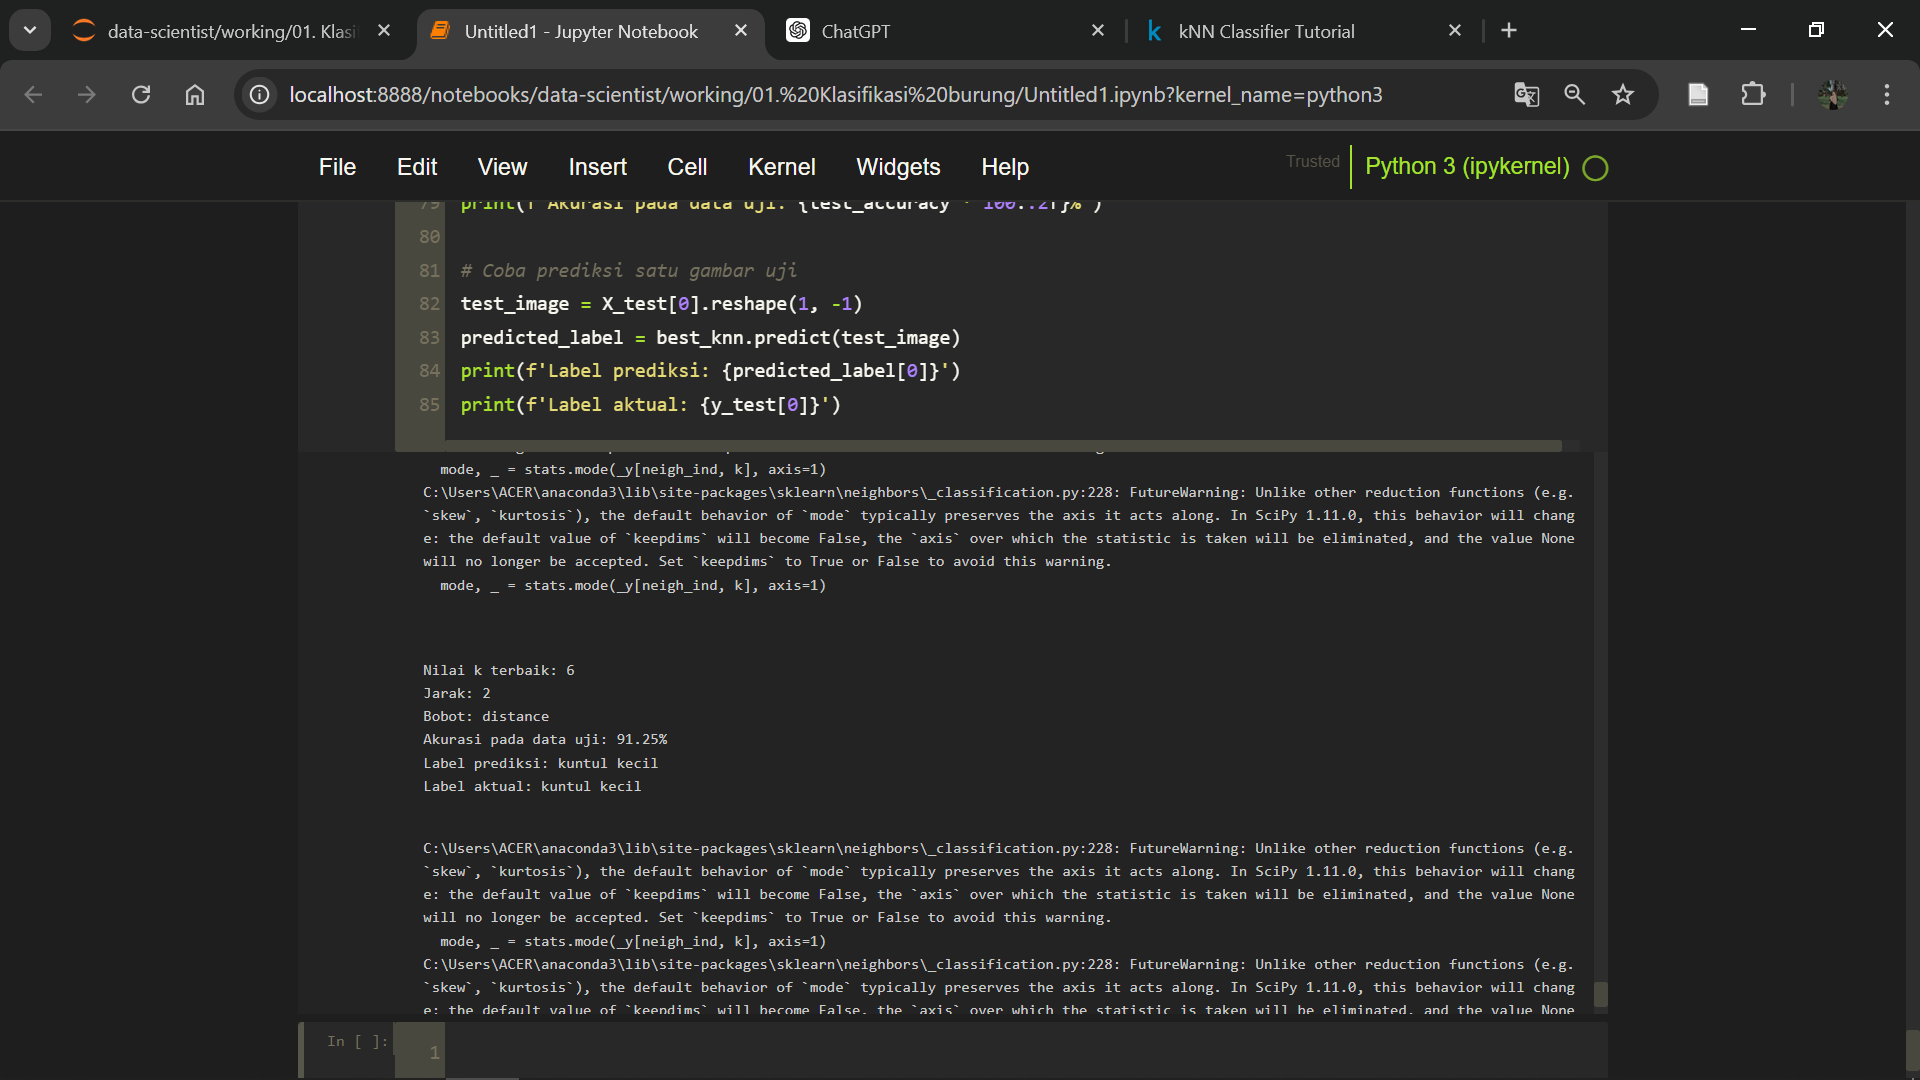 data-scientist/working/01. Klasi
Untitled1 - Jupyter Notebook
ChatGPT
kNN Classifier Tutorial
localhost:8888/notebooks/data-scientist/working/01.%20Klasifikasi%20burung/Untitled1.ipynb?kernel_name=python3
File Edit View Insert Cell Kernel Widgets Help
Trusted
Python 3 (ipykernel)
79 print(f'Akurasi pada data uji: {test_accuracy * 100:.2f}%')
80
81 # Coba prediksi satu gambar uji
82 test_image = X_test[0].reshape(1, -1)
83 predicted_label = best_knn.predict(test_image)
84 print(f'Label prediksi: {predicted_label[0]}')
85 print(f'Label aktual: {y_test[0]}')
mode, _ = stats.mode(_y[neigh_ind, k], axis=1)
C:\Users\ACER\anaconda3\lib\site-packages\sklearn\neighbors\_classification.py:228: FutureWarning: Unlike other reduction functions (e.g.
`skew`, `kurtosis`), the default behavior of `mode` typically preserves the axis it acts along. In SciPy 1.11.0, this behavior will chang
e: the default value of `keepdims` will become False, the `axis` over which the statistic is taken will be eliminated, and the value None
will no longer be accepted. Set `keepdims` to True or False to avoid this warning.
mode, _ = stats.mode(_y[neigh_ind, k], axis=1)
Nilai k terbaik: 6
Jarak: 2
Bobot: distance
Akurasi pada data uji: 91.25%
Label prediksi: kuntul kecil
Label aktual: kuntul kecil
C:\Users\ACER\anaconda3\lib\site-packages\sklearn\neighbors\_classification.py:228: FutureWarning: Unlike other reduction functions (e.g.
`skew`, `kurtosis`), the default behavior of `mode` typically preserves the axis it acts along. In SciPy 1.11.0, this behavior will chang
e: the default value of `keepdims` will become False, the `axis` over which the statistic is taken will be eliminated, and the value None
will no longer be accepted. Set `keepdims` to True or False to avoid this warning.
mode, _ = stats.mode(_y[neigh_ind, k], axis=1)
C:\Users\ACER\anaconda3\lib\site-packages\sklearn\neighbors\_classification.py:228: FutureWarning: Unlike other reduction functions (e.g.
`skew`, `kurtosis`), the default behavior of `mode` typically preserves the axis it acts along. In SciPy 1.11.0, this behavior will chang
e: the default value of `keepdims` will become False, the `axis` over which the statistic is taken will be eliminated, and the value None
In [ ]: 1